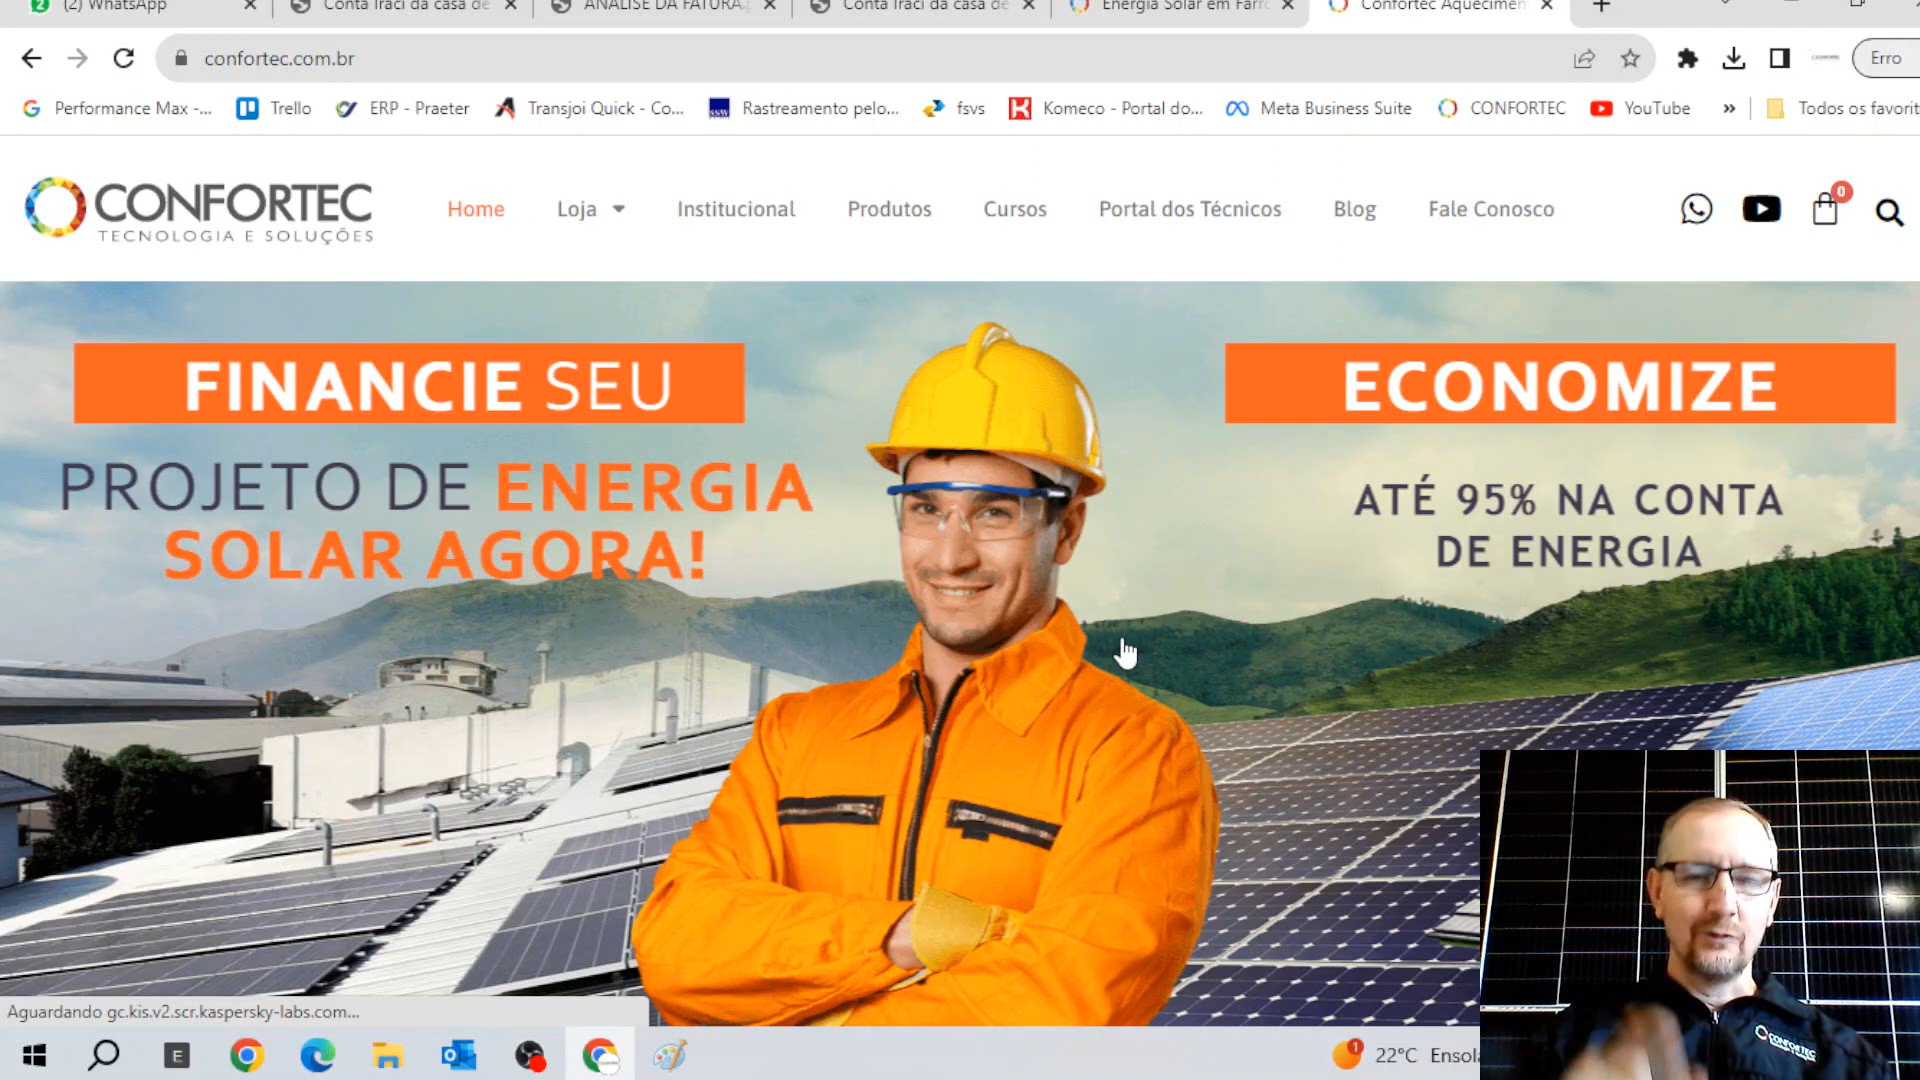 (2) WhatsApp
Conta Iraci da casa de
ANALISE DA FATURA.p
Conta Iraci da casa de
Energia Solar em Farro
Confortec Aquecimen
confortec.com.br
Erro
Performance Max -...
Trello
ERP - Praeter
Transjoi Quick - Co...
Rastreamento pelo...
fsvs
Komeco - Portal do...
Meta Business Suite
CONFORTEC
YouTube
»
Todos os favorit
CONFORTEC
TECNOLOGIA E SOLUÇÕES
Home
Loja
Institucional
Produtos
Cursos
Portal dos Técnicos
Blog
Fale Conosco
0
FINANCIE SEU
PROJETO DE ENERGIA
SOLAR AGORA!
ECONOMIZE
ATÉ 95% NA CONTA
DE ENERGIA
CONFORTEC
Aguardando gc.kis.v2.scr.kaspersky-labs.com...
E
1
22°C Ensola